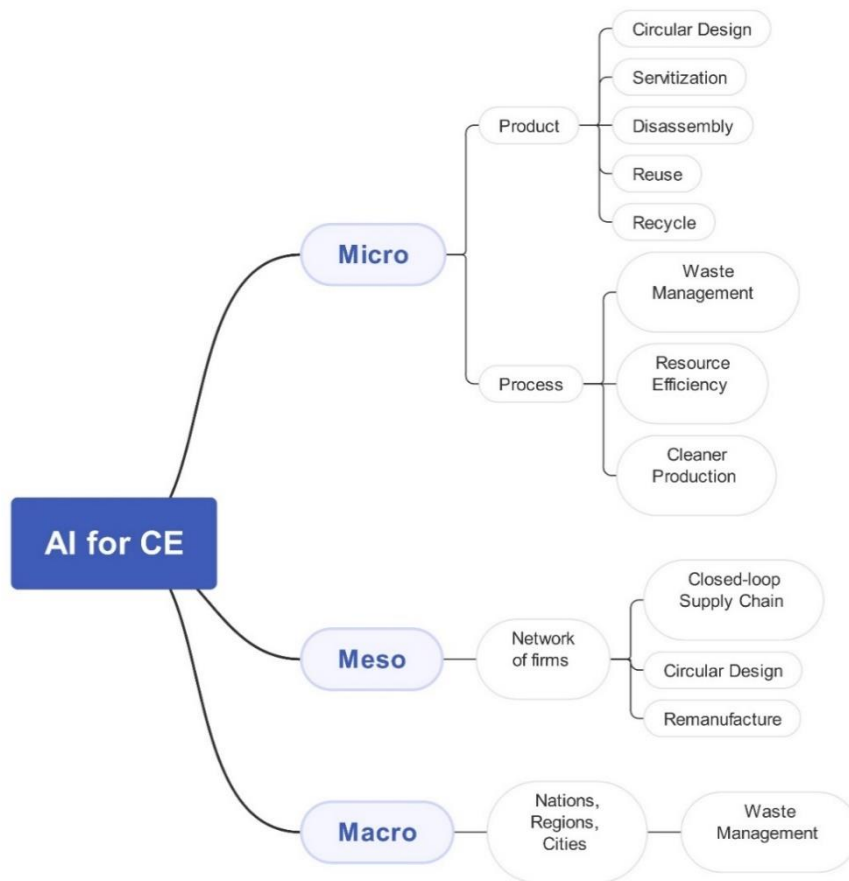 AI for CE
Micro
Product
Circular Design
Servitization
Disassembly
Reuse
Recycle
Process
Waste
Management
Resource
Efficiency
Cleaner
Production
Meso
Network
of firms
Closed-loop
Supply Chain
Circular Design
Remanufacture
Macro
Nations,
Regions,
Cities
Waste
Management